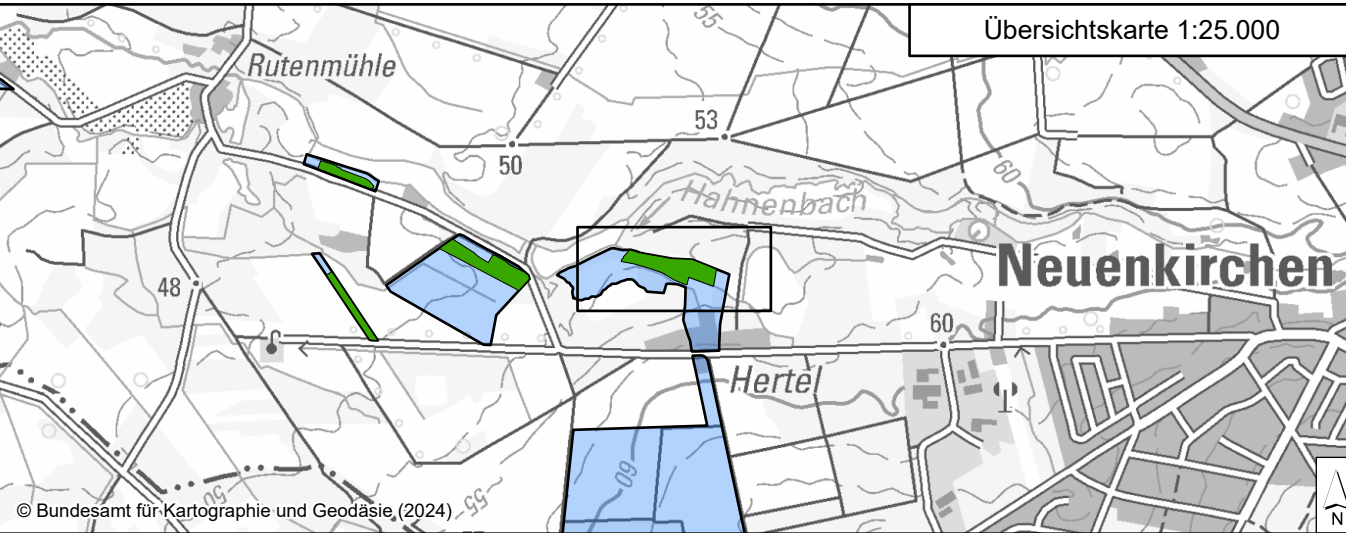 Übersichtskarte 1:25.000
55
Rutenmühle
53
50
60
Hahnenbach
Neuenkirchen
48
60
Hertel
60
50
55
© Bundesamt für Kartographie und Geodäsie (2024)
N